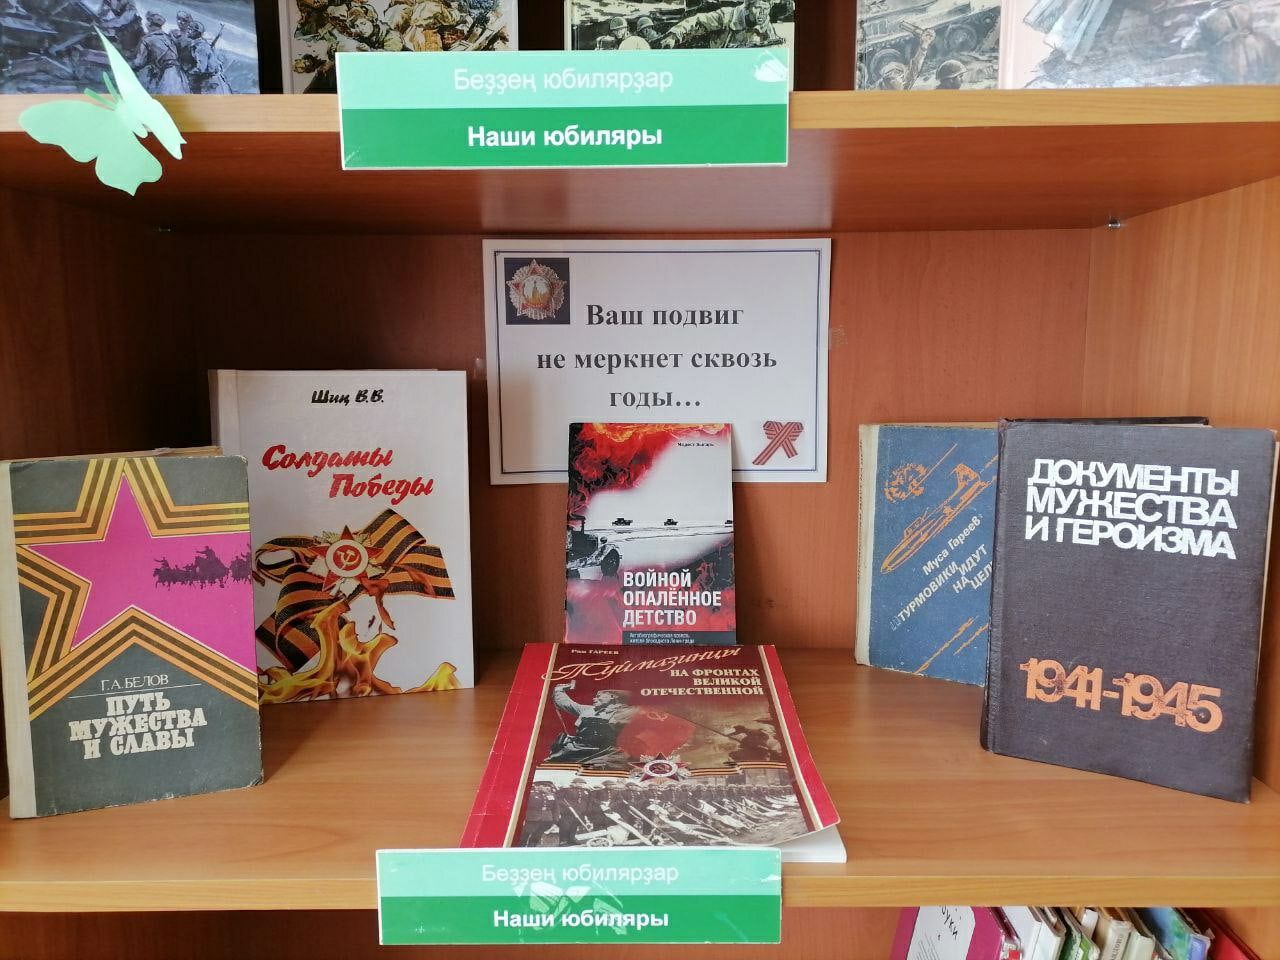 Беҙҙең юбилярҙар
Наши юбиляры
Ваш подвиг
не меркнет сквозь
годы…
Шиц В.В.
Солдаты
Победы
Г.А.БЕЛОВ
ПУТЬ
МУЖЕСТВА
И СЛАВЫ
ВОЙНОЙ
ОПАЛЁННОЕ
ДЕТСТВО
Рим ГАРЕЕВ
Туймазинцы
НА ФРОНТАХ
ВЕЛИКОЙ
ОТЕЧЕСТВЕННОЙ
Муса Гареев
ШТУРМОВИКИ ИДУТ
НА ЦЕЛЬ
ДОКУМЕНТЫ
МУЖЕСТВА
И ГЕРОИЗМА
1941-1945
Беҙҙең юбилярҙар
Наши юбиляры